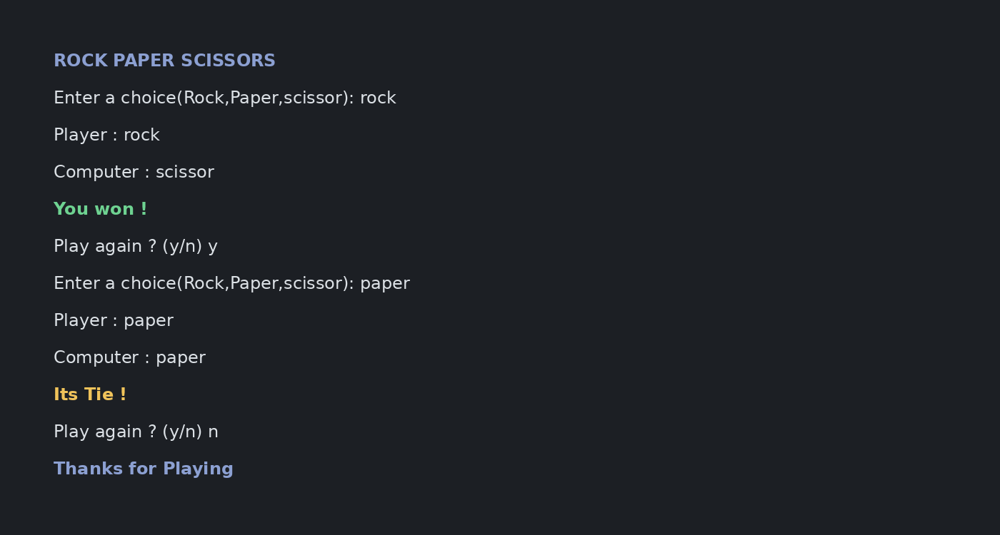 ROCK PAPER SCISSORS
Enter a choice(Rock,Paper,scissor): rock
Player : rock
Computer : scissor
You won !
Play again ? (y/n) y
Enter a choice(Rock,Paper,scissor): paper
Player : paper
Computer : paper
Its Tie !
Play again ? (y/n) n
Thanks for Playing